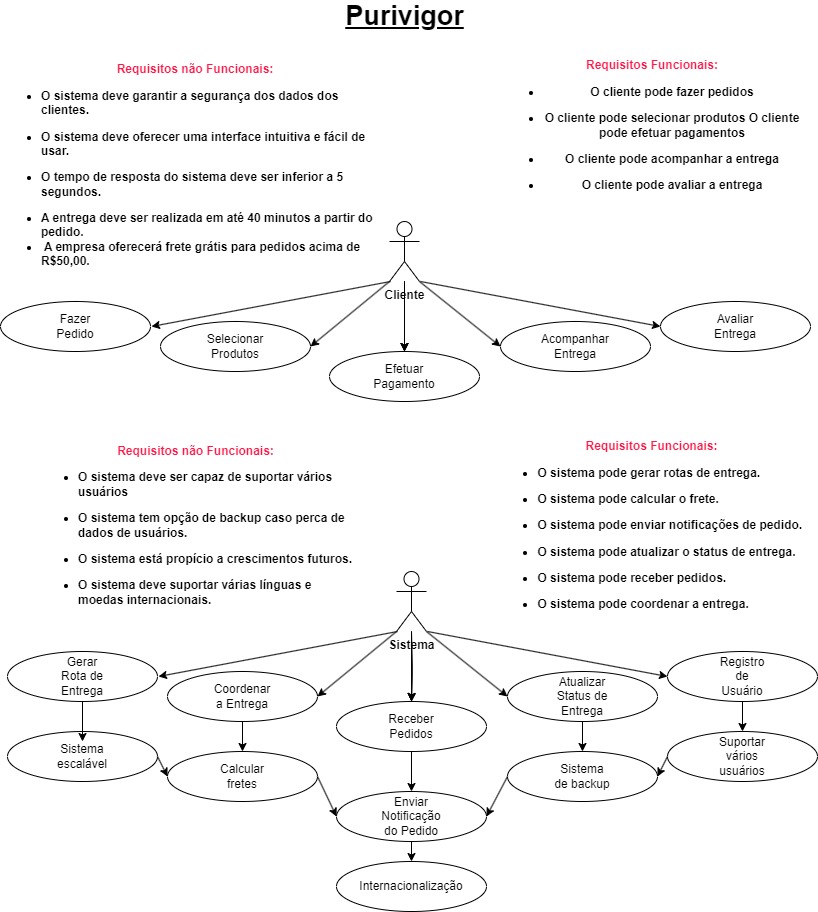 Purivigor
Requisitos não Funcionais:
O sistema deve garantir a segurança dos dados dos
clientes.
O sistema deve oferecer uma interface intuitiva e fácil de
usar.
O tempo de resposta do sistema deve ser inferior a 5
segundos.
A entrega deve ser realizada em até 40 minutos a partir do
pedido.
A empresa oferecerá frete grátis para pedidos acima de
R$50,00.
Requisitos Funcionais:
O cliente pode fazer pedidos
O cliente pode selecionar produtos O cliente
pode efetuar pagamentos
O cliente pode acompanhar a entrega
O cliente pode avaliar a entrega
Cliente
Fazer
Pedido
Selecionar
Produtos
Efetuar
Pagamento
Acompanhar
Entrega
Avaliar
Entrega
Requisitos não Funcionais:
O sistema deve ser capaz de suportar vários
usuários
O sistema tem opção de backup caso perca de
dados de usuários.
O sistema está propício a crescimentos futuros.
O sistema deve suportar várias línguas e
moedas internacionais.
Requisitos Funcionais:
O sistema pode gerar rotas de entrega.
O sistema pode calcular o frete.
O sistema pode enviar notificações de pedido.
O sistema pode atualizar o status de entrega.
O sistema pode receber pedidos.
O sistema pode coordenar a entrega.
Sistema
Gerar
Rota de
Entrega
Coordenar
a Entrega
Receber
Pedidos
Atualizar
Status de
Entrega
Registro
de
Usuário
Sistema
escalável
Calcular
fretes
Enviar
Notificação
do Pedido
Sistema
de backup
Suportar
vários
usuários
Internacionalização